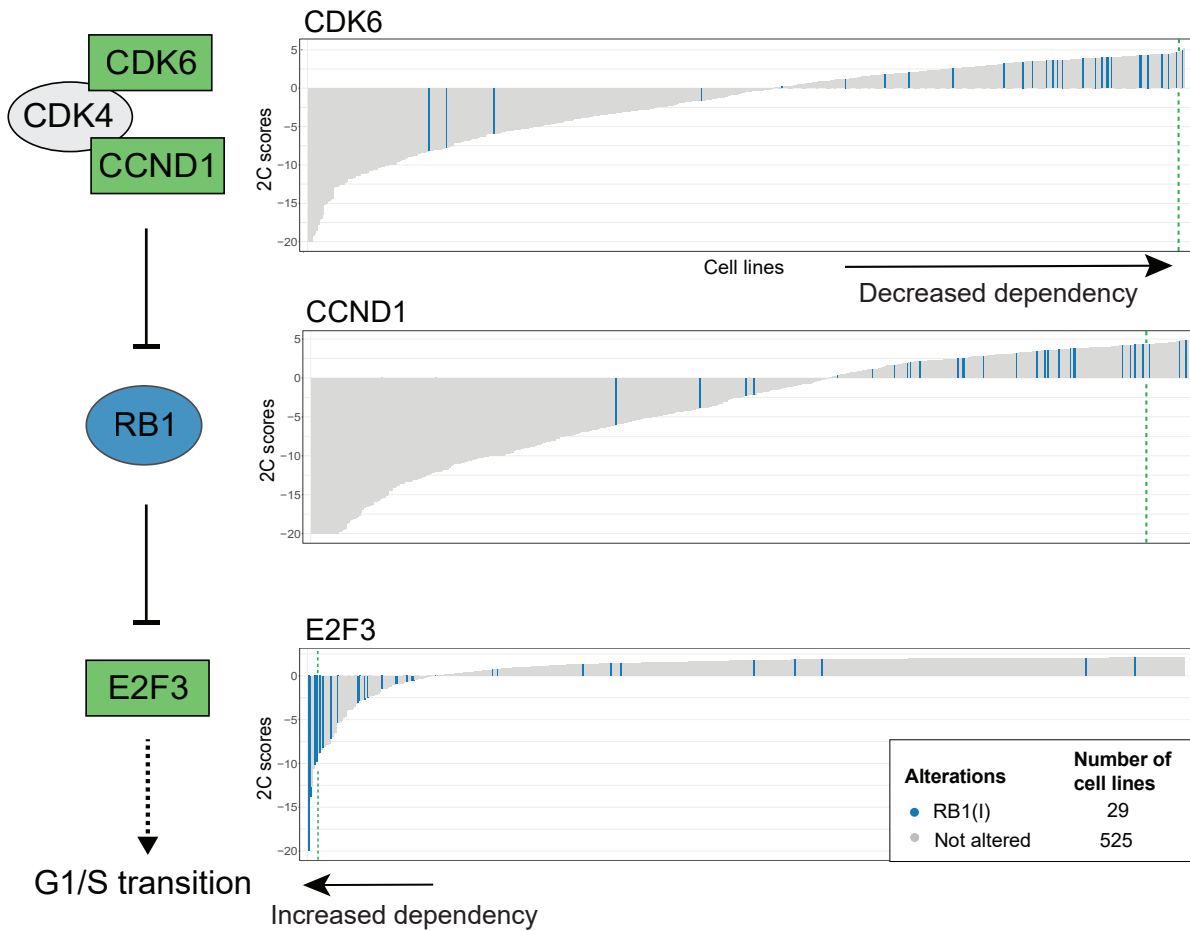 CDK6
CDK4
CCND1
RB1
E2F3
G1/S transition
CDK6
2C scores
5
0
−5
−10
−15
−20
Cell lines
Decreased dependency
CCND1
2C scores
5
0
−5
−10
−15
−20
E2F3
2C scores
0
−5
−10
−15
−20
Alterations
Number of
cell lines
RB1(I)
29
Not altered
525
Increased dependency